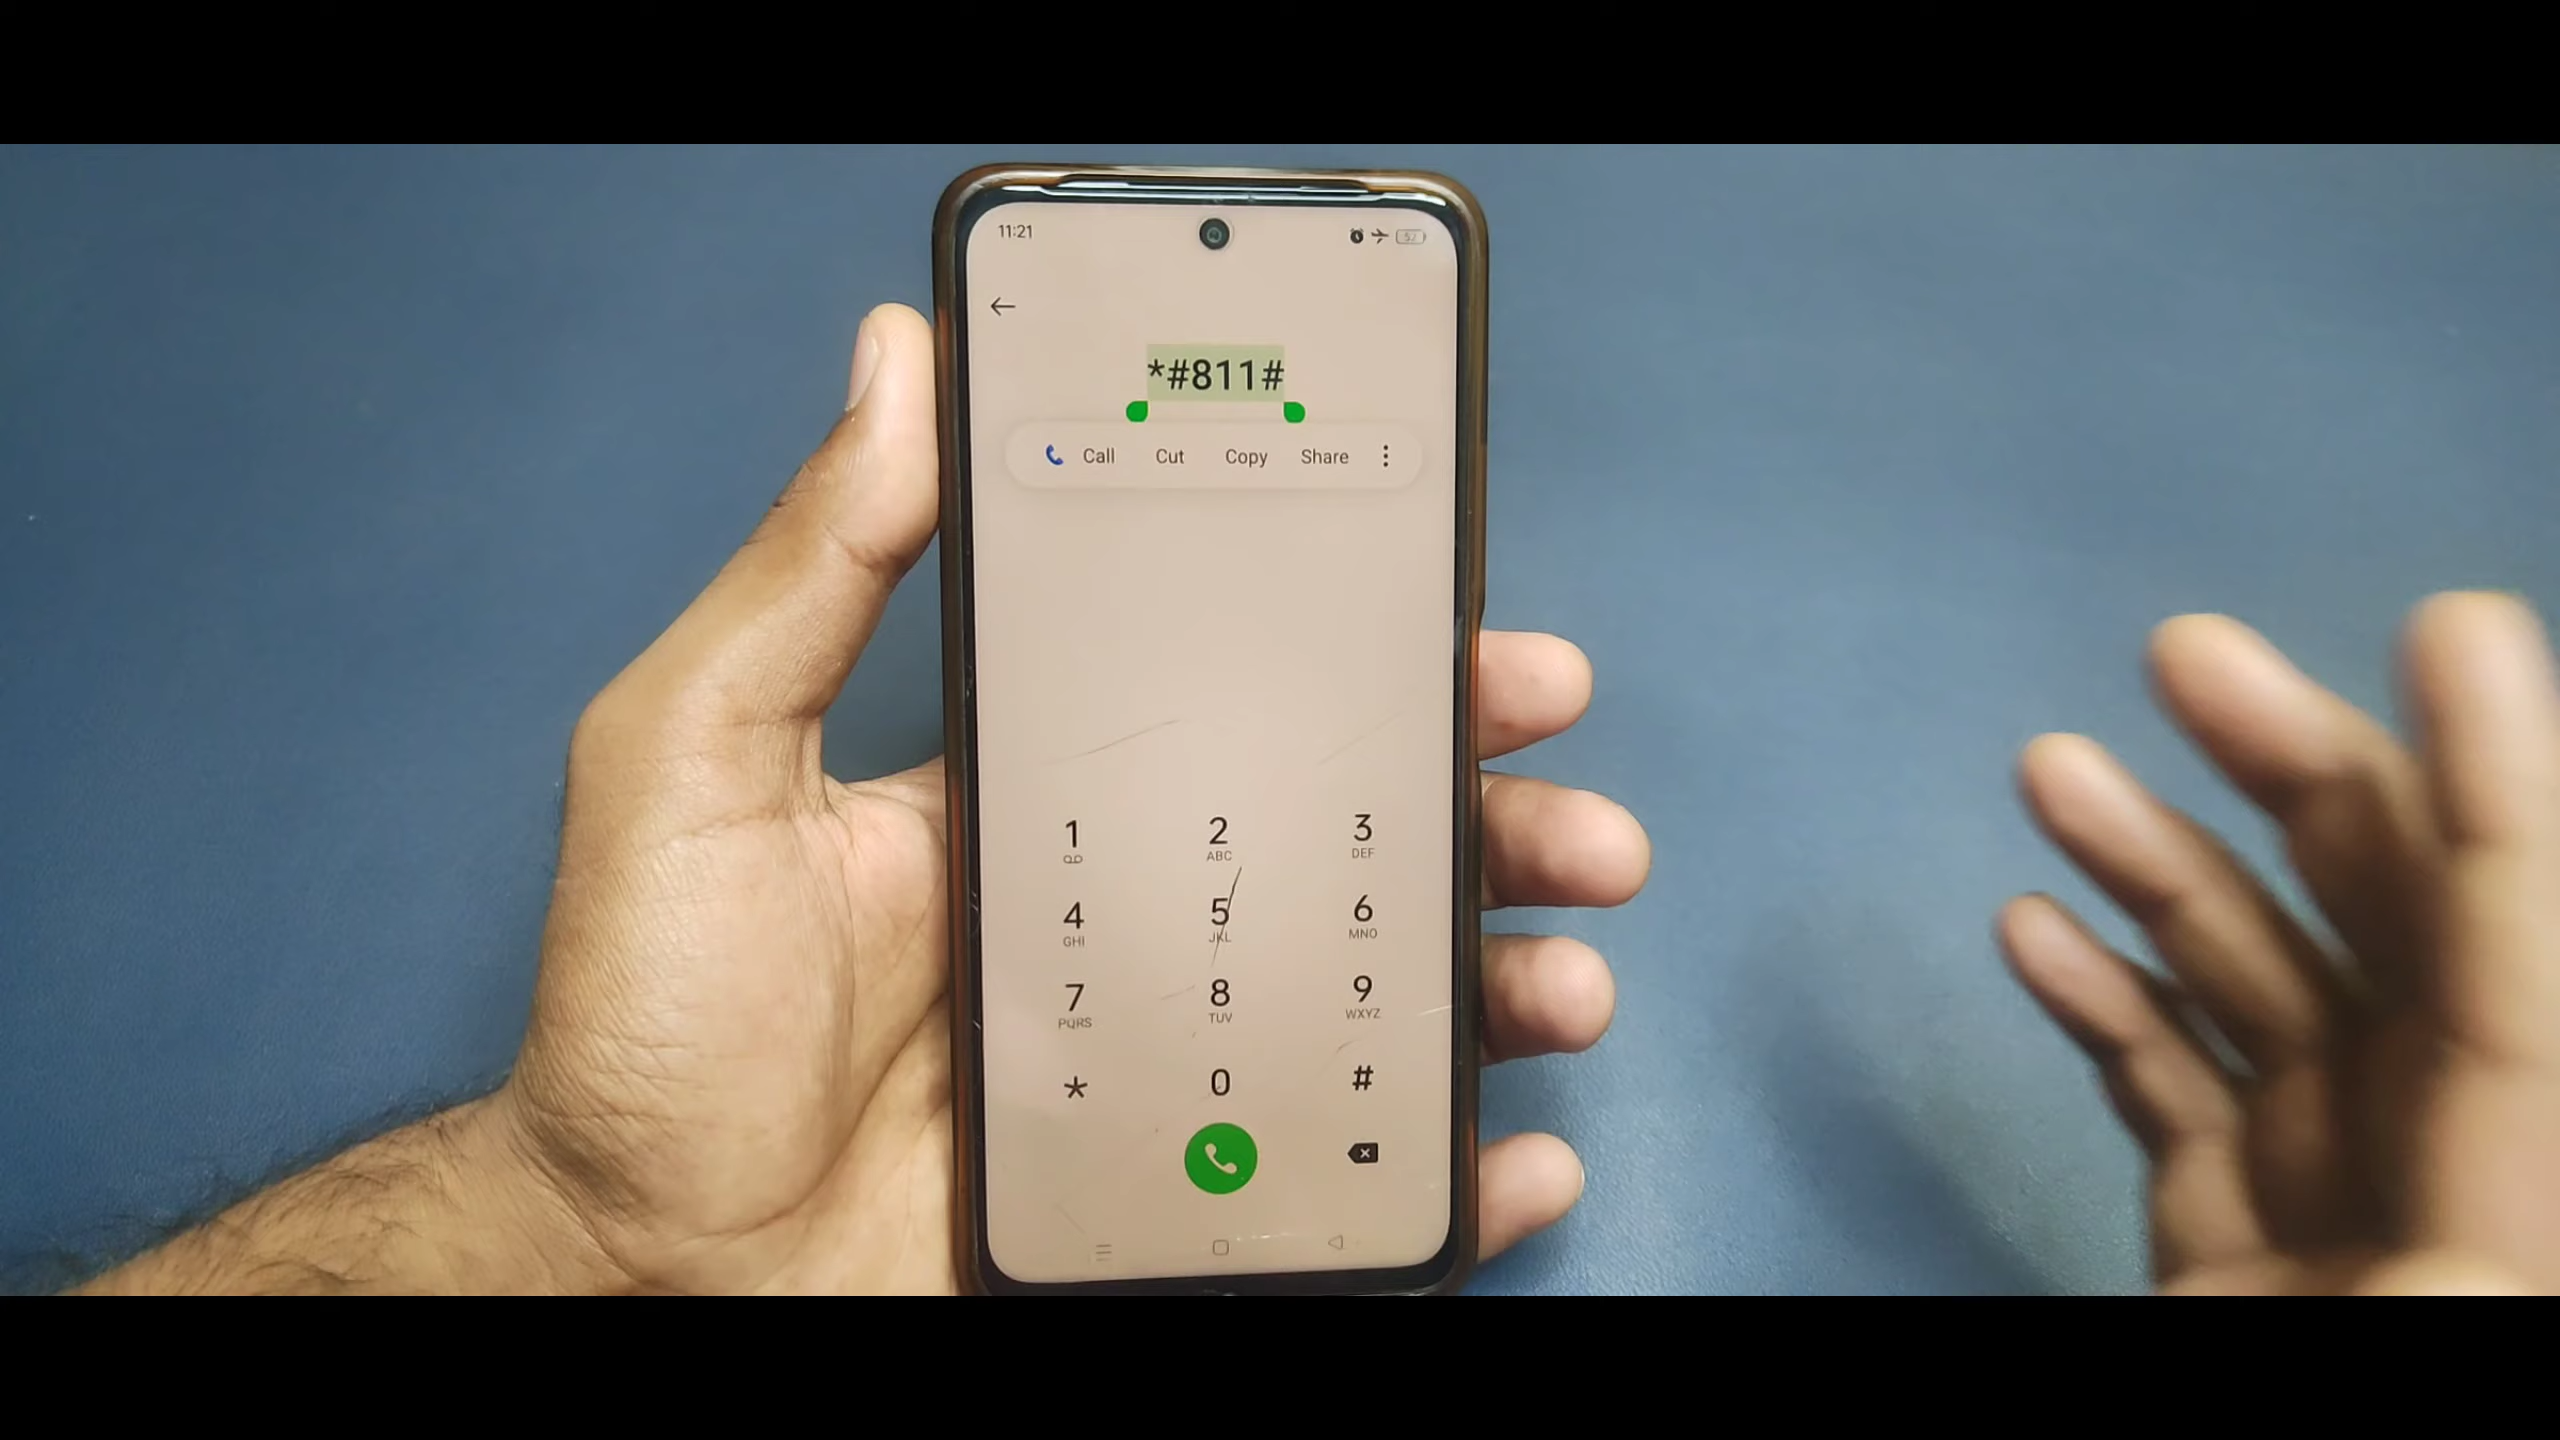 11:21
*#811#
Call Cut Copy Share
1 2 ABC 3 DEF
4 GHI 5 JKL 6 MNO
7 PQRS 8 TUV 9 WXYZ
* 0 #